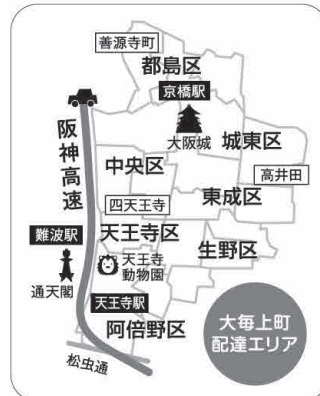 善源寺町
都島区
京橋駅
大阪城
城東区
阪神高速
中央区
高井田
東成区
四天王寺
難波駅
天王寺区
生野区
天王寺
動物園
通天閣
天王寺駅
阿倍野区
大毎上町
配達エリア
松虫通